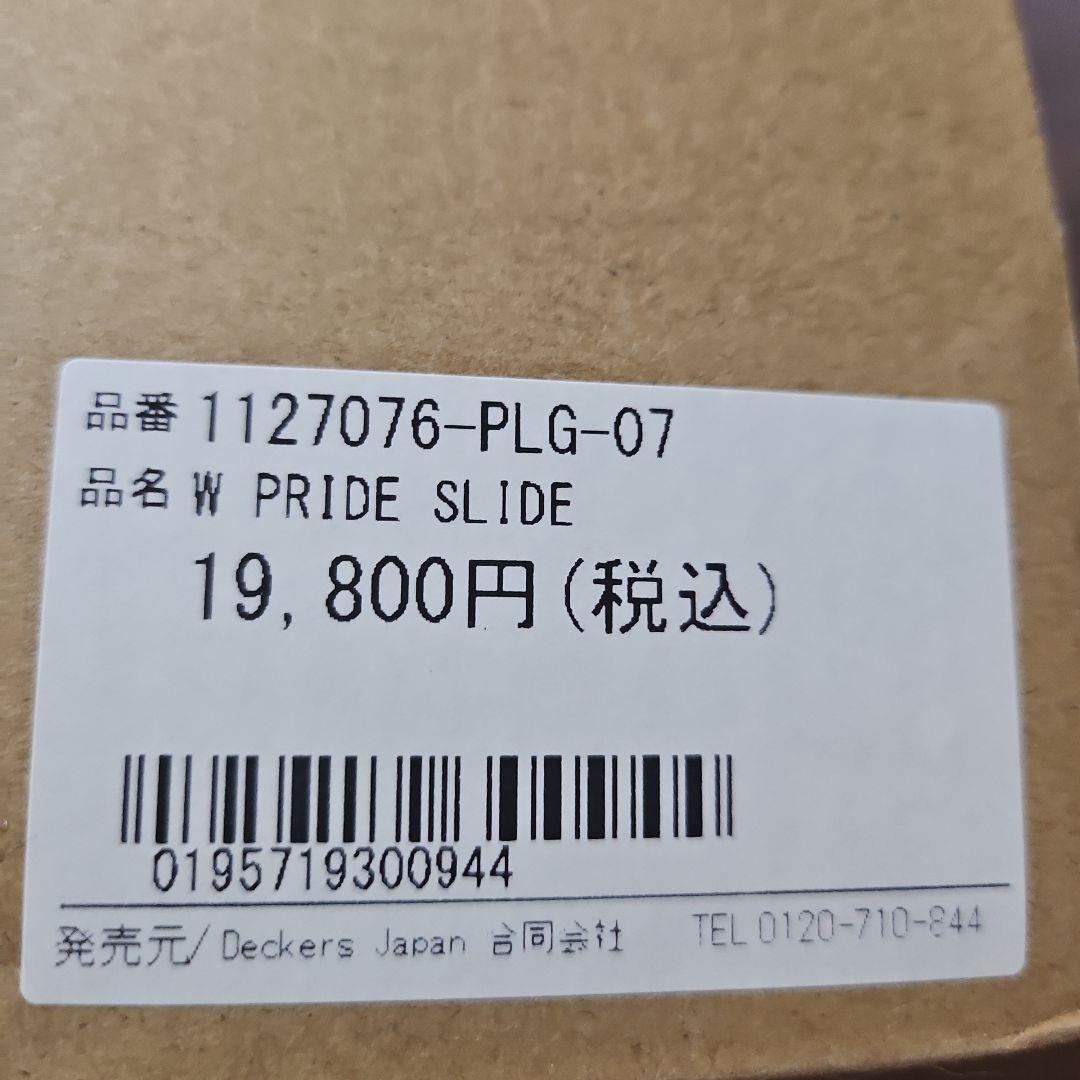 品番 1127076-PLG-07
品名 W PRIDE SLIDE
19,800円(税込)
0195719300944
発売元/Deckers Japan 合同会社 TEL 0120-710-844